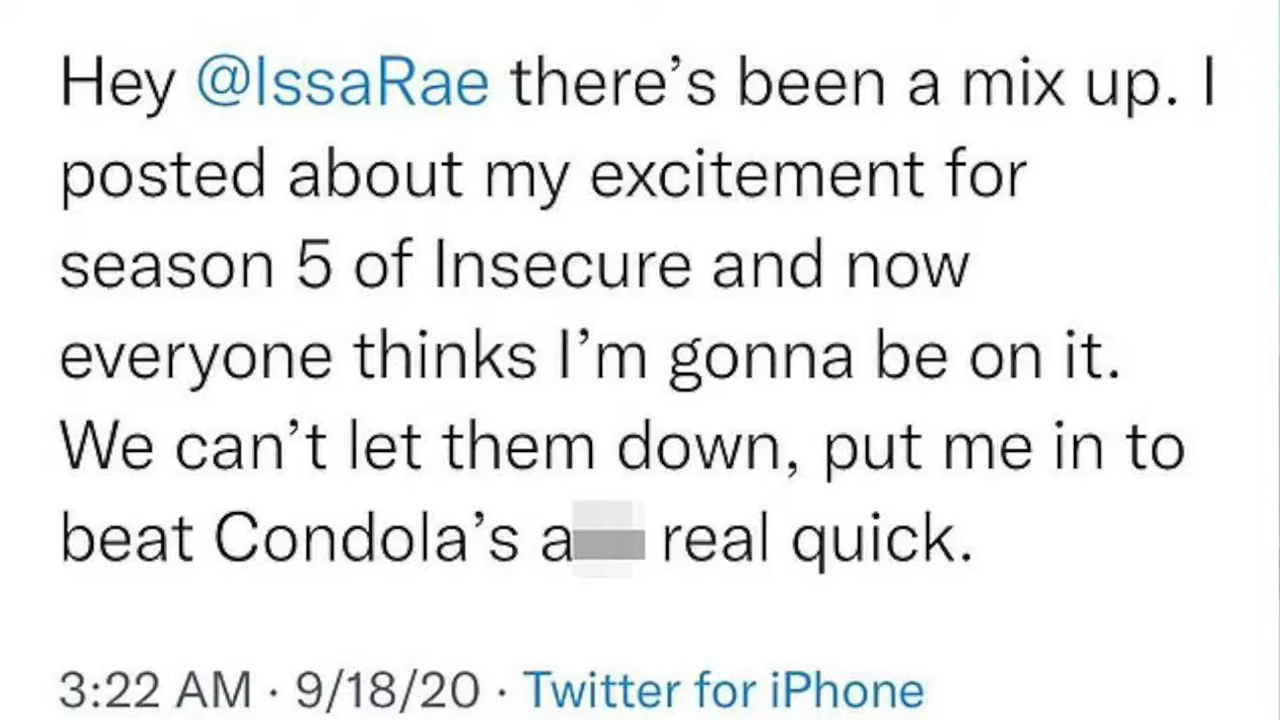 Hey @IssaRae there’s been a mix up. I
posted about my excitement for
season 5 of Insecure and now
everyone thinks I’m gonna be on it.
We can’t let them down, put me in to
beat Condola’s a real quick.
3:22 AM · 9/18/20 · Twitter for iPhone